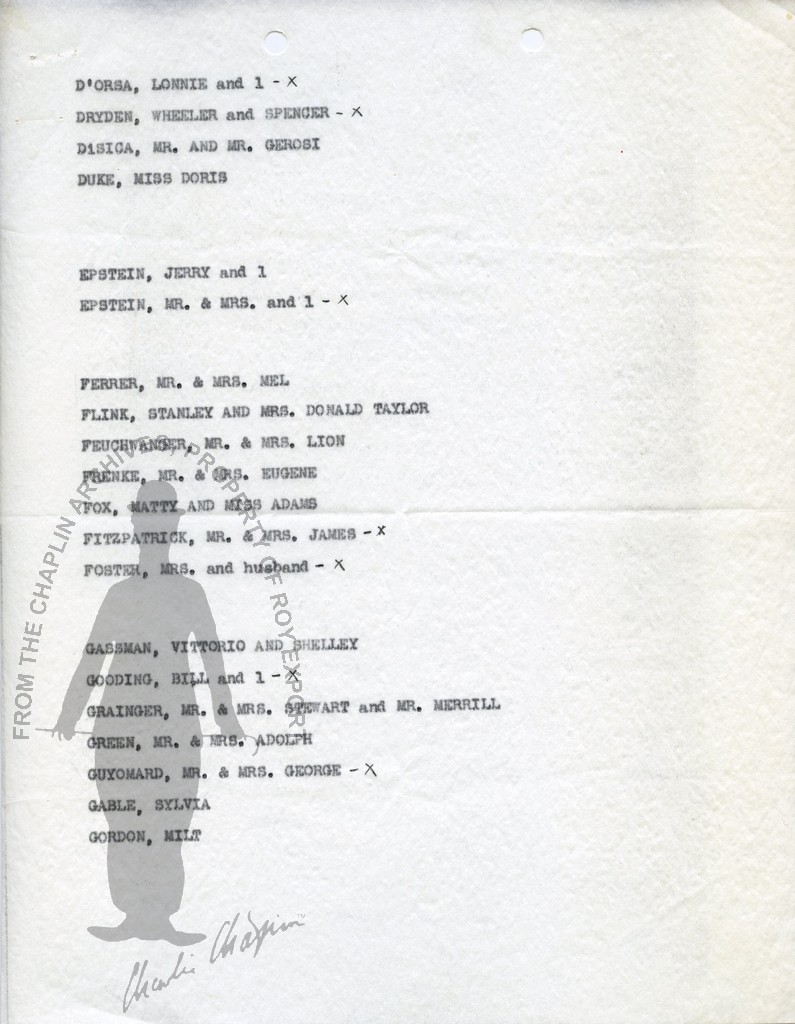 D'ORSA, LONNIE and 1 - X
DRYDEN, WHEELER and SPENCER - X
DiSICA, MR. AND MR. GEROSI
DUKE, MISS DORIS
EPSTEIN, JERRY and 1
EPSTEIN, MR. & MRS. and 1 - X
FERRER, MR. & MRS. MEL
FLINK, STANLEY AND MRS. DONALD TAYLOR
FEUCHWANGER, MR. & MRS. LION
FRENKE, MR. & MRS. EUGENE
FOX, MATTY AND MISS ADAMS
FITZPATRICK, MR. & MRS. JAMES - X
FOSTER, MRS. and husband - X
GASSMAN, VITTORIO AND SHELLEY
GOODING, BILL and 1 - X
GRAINGER, MR. & MRS. STEWART and MR. MERRILL
GREEN, MR. & MRS. ADOLPH
GUYOMARD, MR. & MRS. GEORGE - X
GABLE, SYLVIA
GORDON, MILT
FROM THE CHAPLIN ARCHIVES, PROPERTY OF ROY EXPORT
Charlie Chaplin